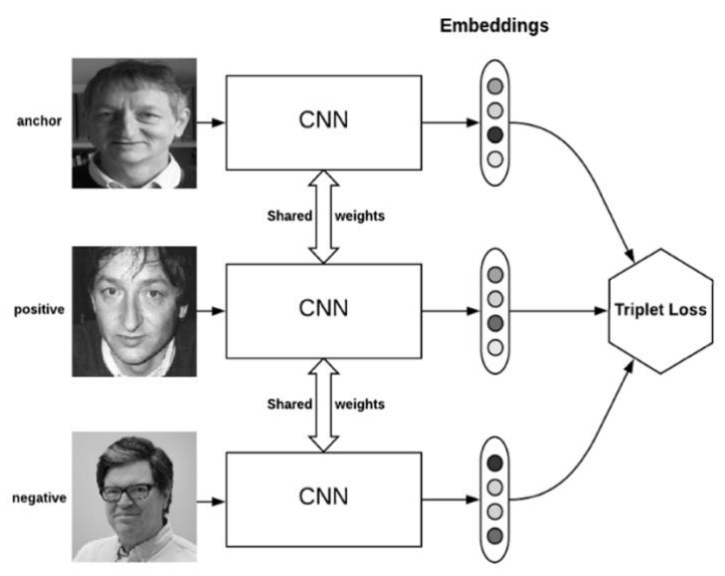 Embeddings
anchor
CNN
Shared weights
positive
CNN
Triplet Loss
Shared weights
negative
CNN